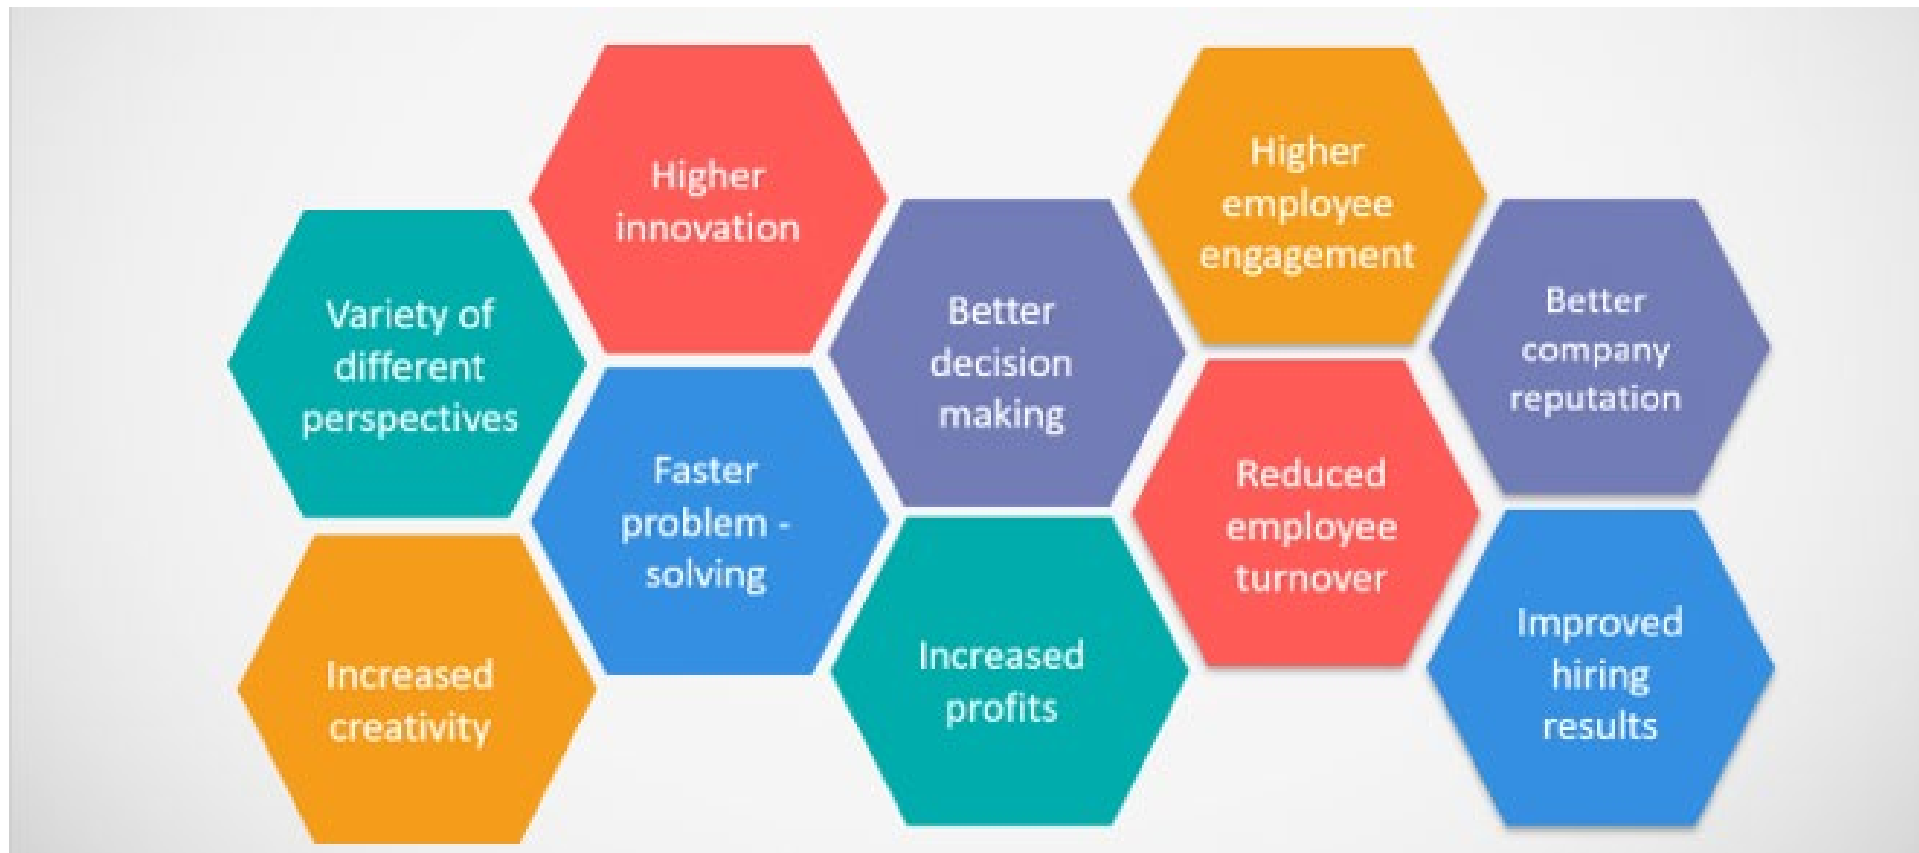 Variety of
different
perspectives
Increased
creativity
Higher
innovation
Faster
problem -
solving
Better
decision
making
Increased
profits
Higher
employee
engagement
Reduced
employee
turnover
Better
company
reputation
Improved
hiring
results